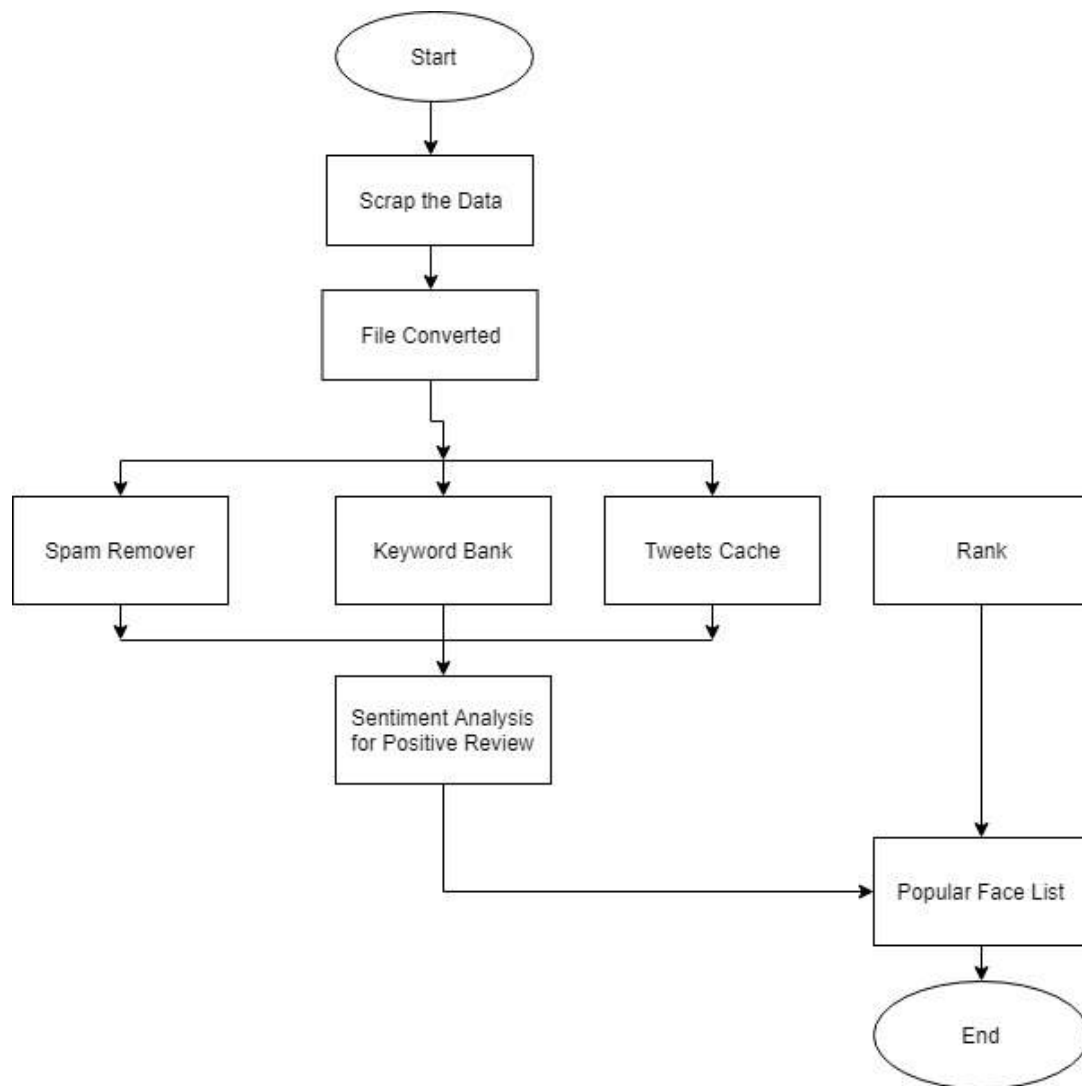 Start
Scrap the Data
File Converted
Spam Remover
Keyword Bank
Tweets Cache
Rank
Sentiment Analysis
for Positive Review
Popular Face List
End